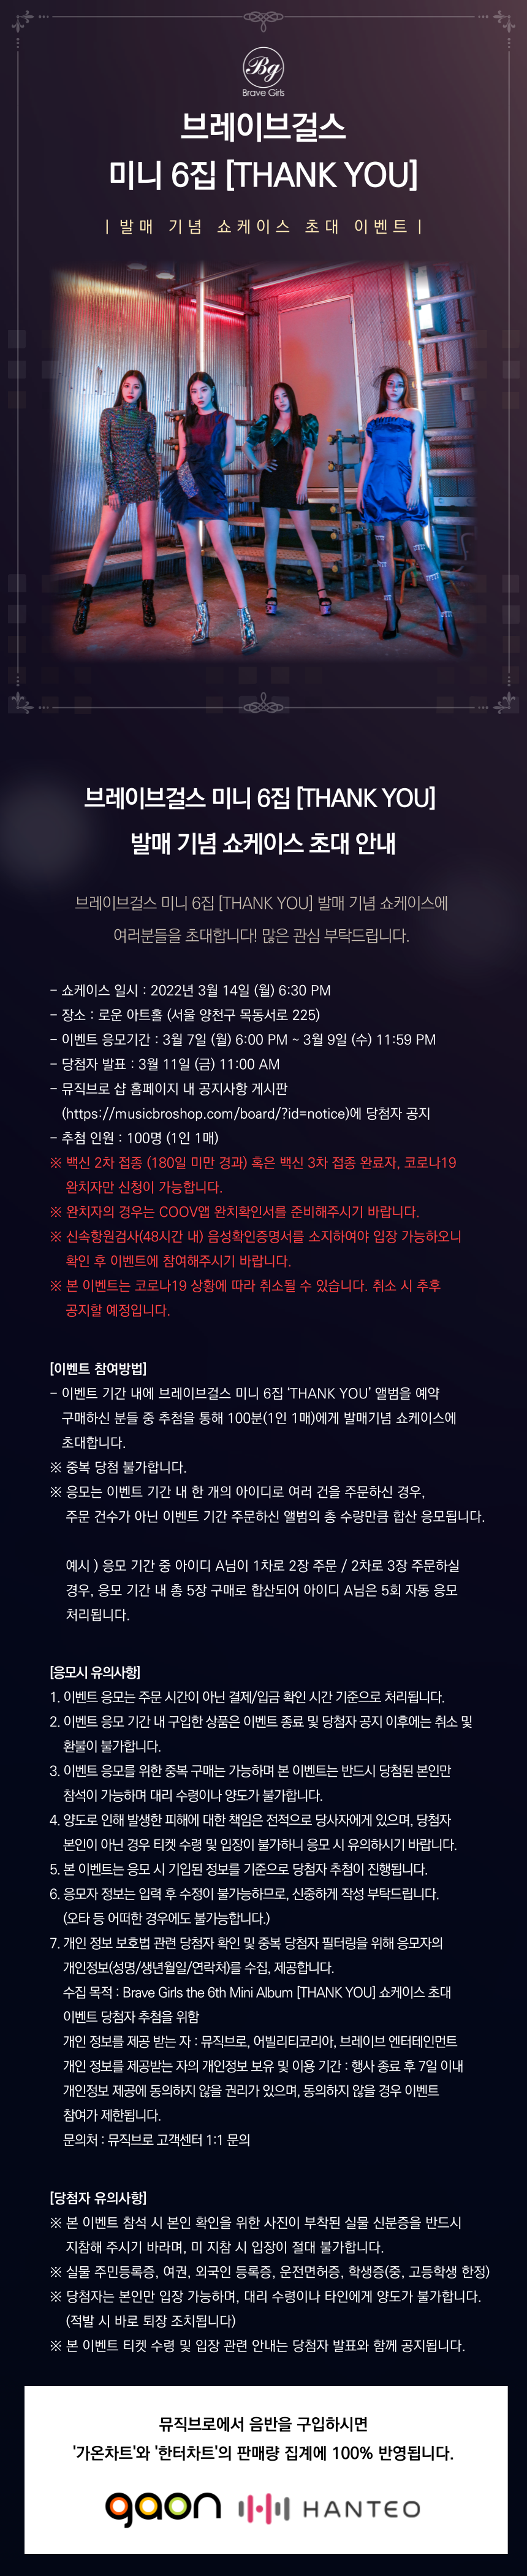 Bg
Brave Girls
브레이브걸스
미니 6집 [THANK YOU]
| 발매 기념 쇼케이스 초대 이벤트 |
브레이브걸스 미니 6집 [THANK YOU]
발매 기념 쇼케이스 초대 안내
브레이브걸스 미니 6집 [THANK YOU] 발매 기념 쇼케이스에
여러분들을 초대합니다! 많은 관심 부탁드립니다.
- 쇼케이스 일시 : 2022년 3월 14일 (월) 6:30 PM
- 장소 : 로운 아트홀 (서울 양천구 목동서로 225)
- 이벤트 응모기간 : 3월 7일 (월) 6:00 PM ~ 3월 9일 (수) 11:59 PM
- 당첨자 발표 : 3월 11일 (금) 11:00 AM
- 뮤직브로 샵 홈페이지 내 공지사항 게시판
(https://musicbroshop.com/board/?id=notice)에 당첨자 공지
- 추첨 인원 : 100명 (1인 1매)
※ 백신 2차 접종 (180일 미만 경과) 혹은 백신 3차 접종 완료자, 코로나19
완치자만 신청이 가능합니다.
※ 완치자의 경우는 COOV앱 완치확인서를 준비해주시기 바랍니다.
※ 신속항원검사(48시간 내) 음성확인증명서를 소지하여야 입장 가능하오니
확인 후 이벤트에 참여해주시기 바랍니다.
※ 본 이벤트는 코로나19 상황에 따라 취소될 수 있습니다. 취소 시 추후
공지할 예정입니다.
[이벤트 참여방법]
- 이벤트 기간 내에 브레이브걸스 미니 6집 ‘THANK YOU’ 앨범을 예약
구매하신 분들 중 추첨을 통해 100분(1인 1매)에게 발매기념 쇼케이스에
초대합니다.
※ 중복 당첨 불가합니다.
※ 응모는 이벤트 기간 내 한 개의 아이디로 여러 건을 주문하신 경우,
주문 건수가 아닌 이벤트 기간 주문하신 앨범의 총 수량만큼 합산 응모됩니다.
예시 ) 응모 기간 중 아이디 A님이 1차로 2장 주문 / 2차로 3장 주문하실
경우, 응모 기간 내 총 5장 구매로 합산되어 아이디 A님은 5회 자동 응모
처리됩니다.
[응모시 유의사항]
1. 이벤트 응모는 주문 시간이 아닌 결제/입금 확인 시간 기준으로 처리됩니다.
2. 이벤트 응모 기간 내 구입한 상품은 이벤트 종료 및 당첨자 공지 이후에는 취소 및
환불이 불가합니다.
3. 이벤트 응모를 위한 중복 구매는 가능하며 본 이벤트는 반드시 당첨된 본인만
참석이 가능하며 대리 수령이나 양도가 불가합니다.
4. 양도로 인해 발생한 피해에 대한 책임은 전적으로 당사자에게 있으며, 당첨자
본인이 아닌 경우 티켓 수령 및 입장이 불가하니 응모 시 유의하시기 바랍니다.
5. 본 이벤트는 응모 시 기입된 정보를 기준으로 당첨자 추첨이 진행됩니다.
6. 응모자 정보는 입력 후 수정이 불가능하므로, 신중하게 작성 부탁드립니다.
(오타 등 어떠한 경우에도 불가능합니다.)
7. 개인 정보 보호법 관련 당첨자 확인 및 중복 당첨자 필터링을 위해 응모자의
개인정보(성명/생년월일/연락처)를 수집, 제공합니다.
수집 목적 : Brave Girls the 6th Mini Album [THANK YOU] 쇼케이스 초대
이벤트 당첨자 추첨을 위함
개인 정보를 제공 받는 자 : 뮤직브로, 어빌리티코리아, 브레이브 엔터테인먼트
개인 정보를 제공받는 자의 개인정보 보유 및 이용 기간 : 행사 종료 후 7일 이내
개인정보 제공에 동의하지 않을 권리가 있으며, 동의하지 않을 경우 이벤트
참여가 제한됩니다.
문의처 : 뮤직브로 고객센터 1:1 문의
[당첨자 유의사항]
※ 본 이벤트 참석 시 본인 확인을 위한 사진이 부착된 실물 신분증을 반드시
지참해 주시기 바라며, 미 지참 시 입장이 절대 불가합니다.
※ 실물 주민등록증, 여권, 외국인 등록증, 운전면허증, 학생증(중, 고등학생 한정)
※ 당첨자는 본인만 입장 가능하며, 대리 수령이나 타인에게 양도가 불가합니다.
(적발 시 바로 퇴장 조치됩니다)
※ 본 이벤트 티켓 수령 및 입장 관련 안내는 당첨자 발표와 함께 공지됩니다.
뮤직브로에서 음반을 구입하시면
'가온차트'와 '한터차트'의 판매량 집계에 100% 반영됩니다.
gaon HANTEO